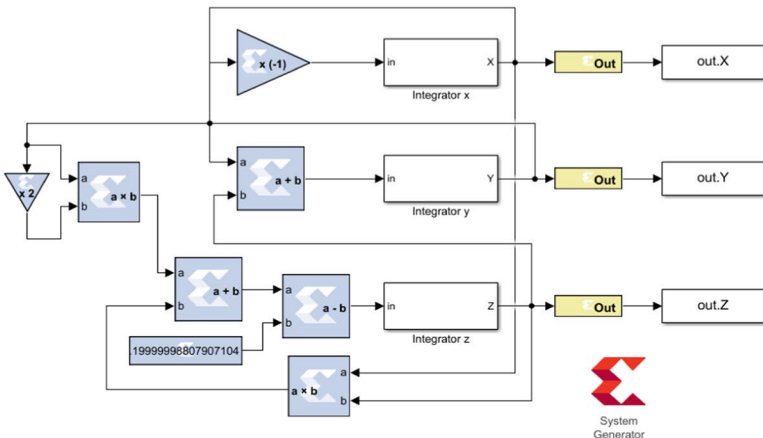 x (-1)
in
X
Integrator x
Out
out.X
x 2
a
b
a × b
a
b
a + b
in
Y
Integrator y
Out
out.Y
a
b
a + b
a
b
a - b
in
Z
Integrator z
Out
out.Z
.19999998807907104
a
b
a × b
System
Generator